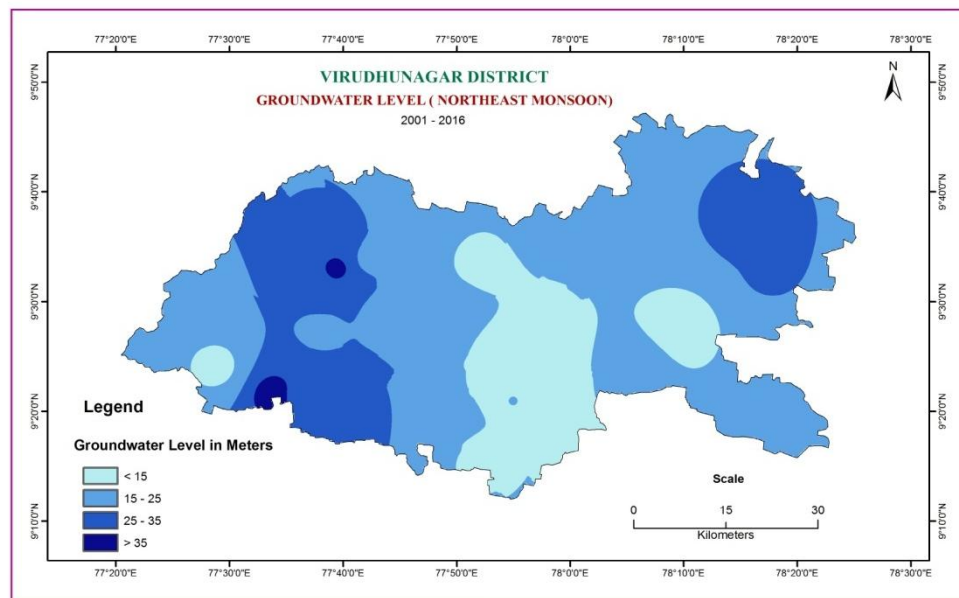 77°20'0"E 77°30'0"E 77°40'0"E 77°50'0"E 78°0'0"E 78°10'0"E 78°20'0"E 78°30'0"E
VIRUDHUNAGAR DISTRICT
GROUNDWATER LEVEL ( NORTHEAST MONSOON)
2001 - 2016
N
9°50'0"N 9°50'0"N
9°40'0"N 9°40'0"N
9°30'0"N 9°30'0"N
9°20'0"N 9°20'0"N
9°10'0"N 9°10'0"N
Legend
Groundwater Level in Meters
< 15
15 - 25
25 - 35
> 35
Scale
0 15 30
Kilometers
77°20'0"E 77°30'0"E 77°40'0"E 77°50'0"E 78°0'0"E 78°10'0"E 78°20'0"E 78°30'0"E